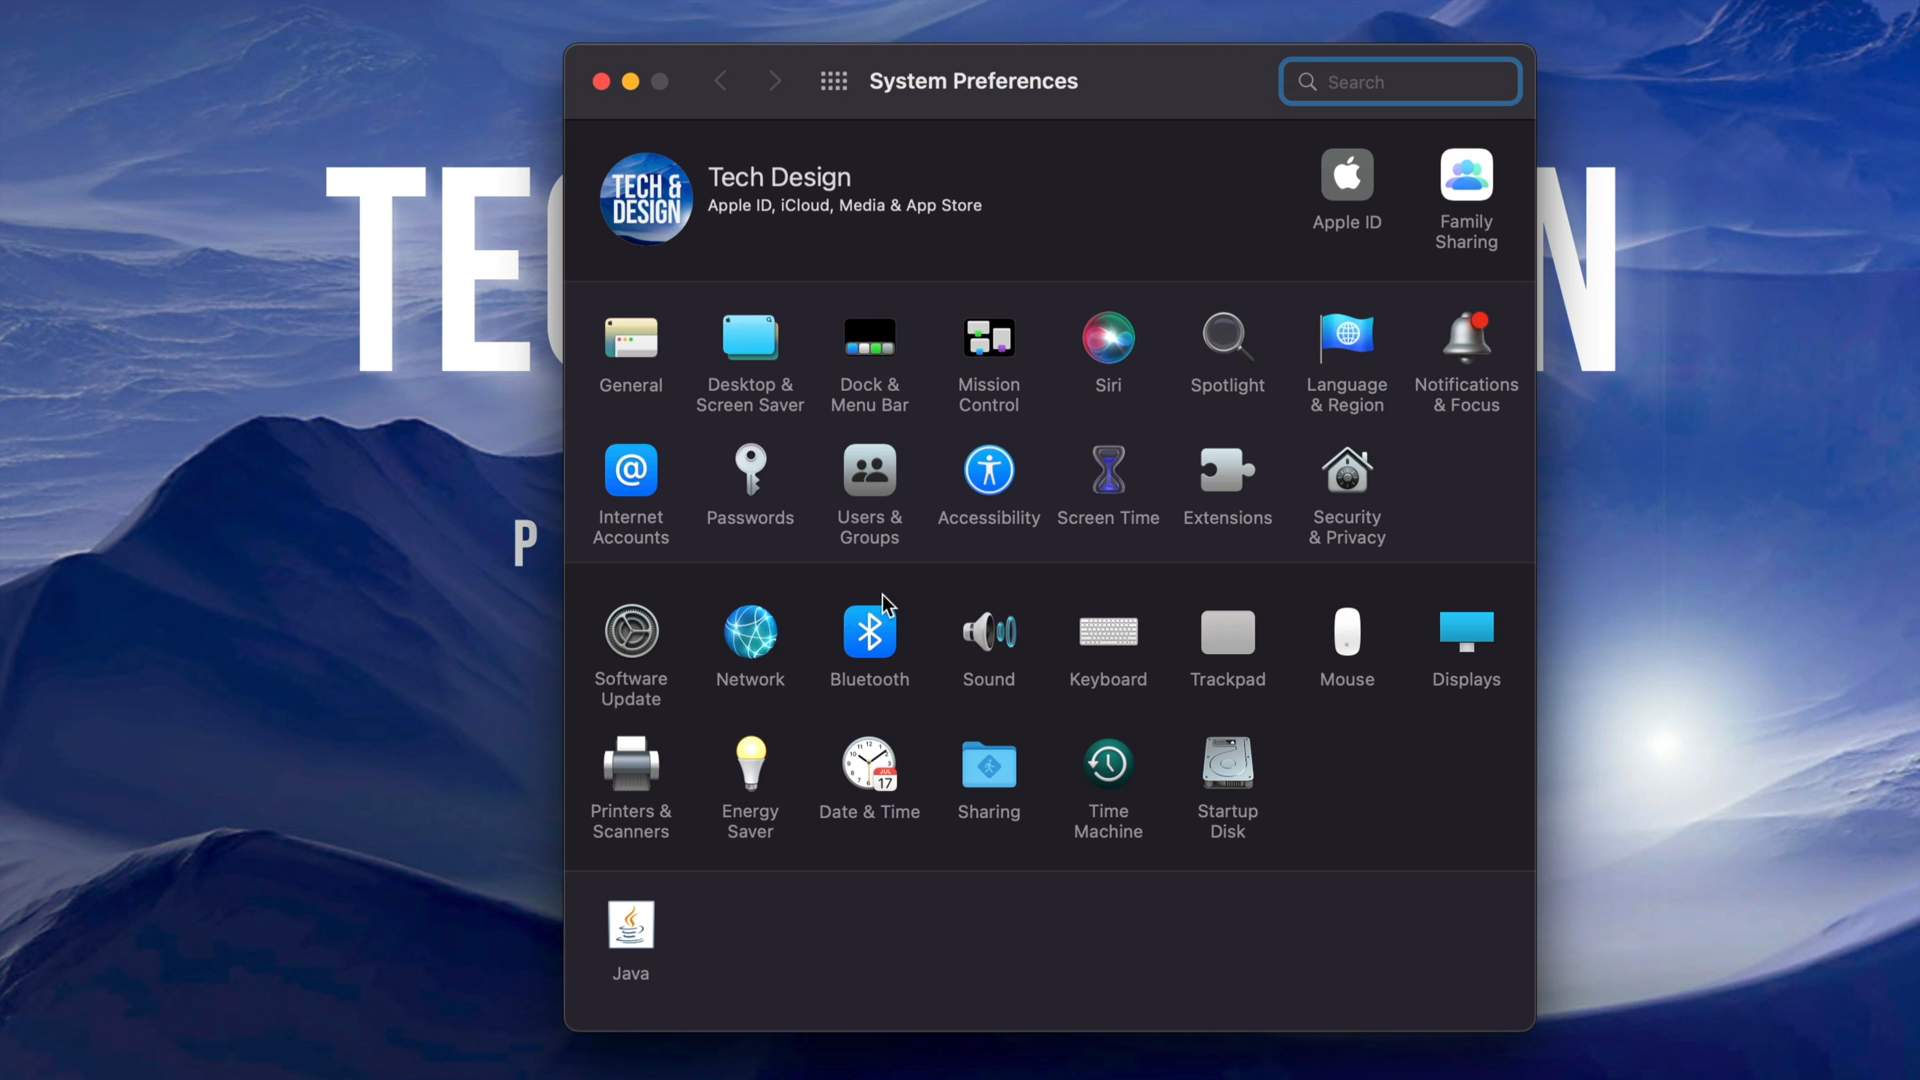 System Preferences
Search
TECH &
DESIGN
Tech Design
Apple ID, iCloud, Media & App Store
Apple ID
Family
Sharing
TEC
N
P
General
Desktop &
Screen Saver
Dock &
Menu Bar
Mission
Control
Siri
Spotlight
Language
& Region
Notifications
& Focus
@
Internet
Accounts
Passwords
Users &
Groups
Accessibility
Screen Time
Extensions
Security
& Privacy
Software
Update
Network
Bluetooth
Sound
Keyboard
Trackpad
Mouse
Displays
Printers &
Scanners
Energy
Saver
JUL
17
Date & Time
Sharing
Time
Machine
Startup
Disk
Java